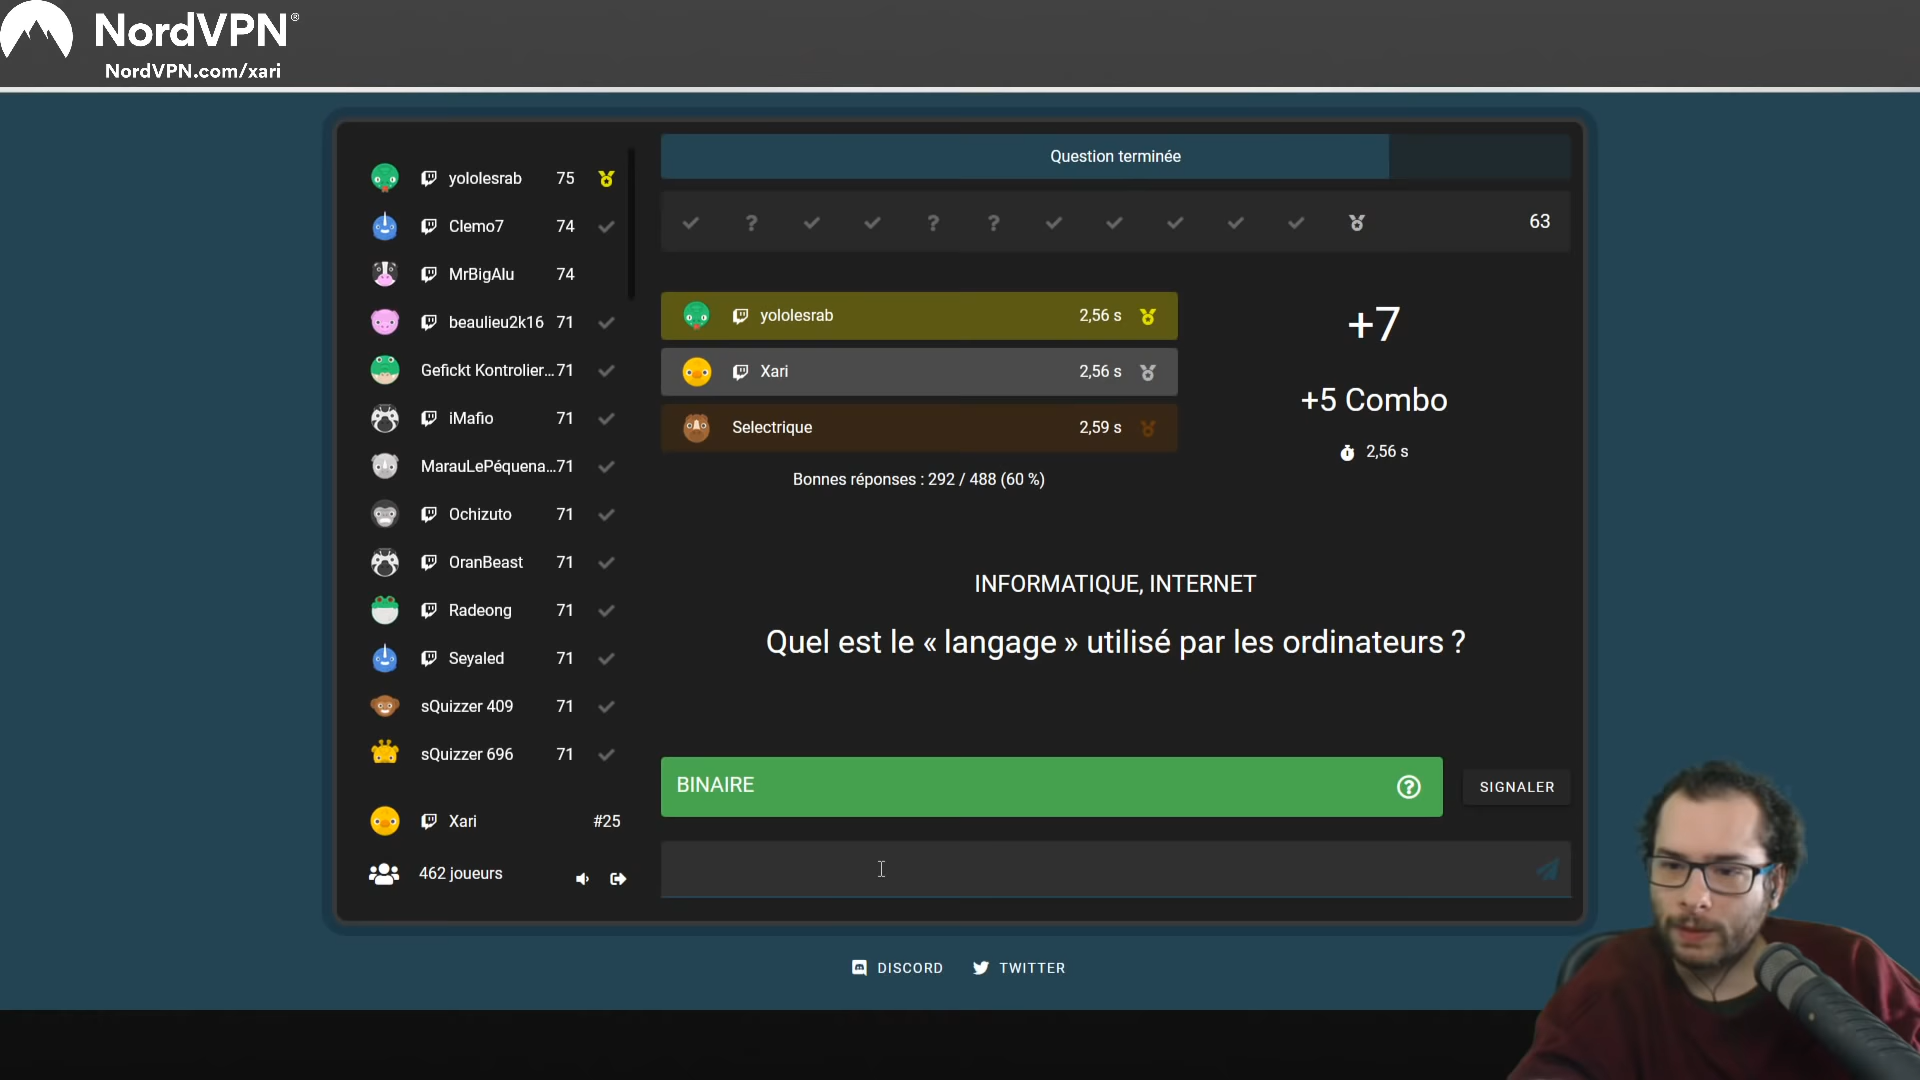 NordVPN®
NordVPN.com/xari
yololesrab 75
Clemo7 74
MrBigAlu 74
beaulieu2k16 71
Gefickt Kontrolier... 71
iMafio 71
MarauLePéquena... 71
Ochizuto 71
OranBeast 71
Radeong 71
Seyaled 71
sQuizzer 409 71
sQuizzer 696 71
Xari #25
462 joueurs
Question terminée
? ? ? 63
yololesrab 2,56 s
Xari 2,56 s
Selectrique 2,59 s
Bonnes réponses : 292 / 488 (60 %)
+7
+5 Combo
2,56 s
INFORMATIQUE, INTERNET
Quel est le « langage » utilisé par les ordinateurs ?
BINAIRE ?
SIGNALER
DISCORD TWITTER